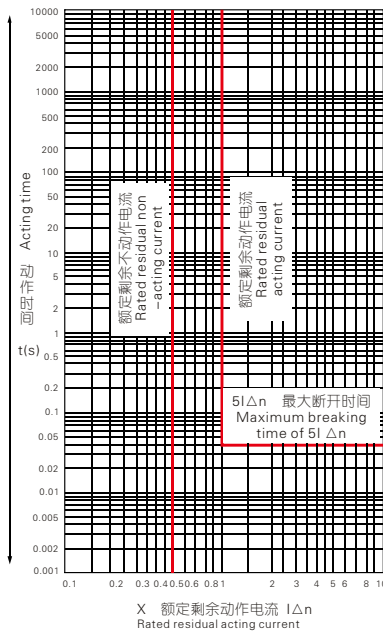 10000
5000
2000
1000
500
200
100
50
20
10
5
2
1
0.5
0.2
0.1
0.05
0.02
0.01
0.005
0.002
0.001
动作时间 Acting time
t(s)
额定剩余不动作电流
Rated residual non
-acting current
额定剩余动作电流
Rated residual
acting current
5I△n 最大断开时间
Maximum breaking
time of 5I △n
0.1 0.2 0.3 0.4 0.5 0.6 0.8 1 2 3 4 5 6 8 10
X 额定剩余动作电流 I△n
Rated residual acting current